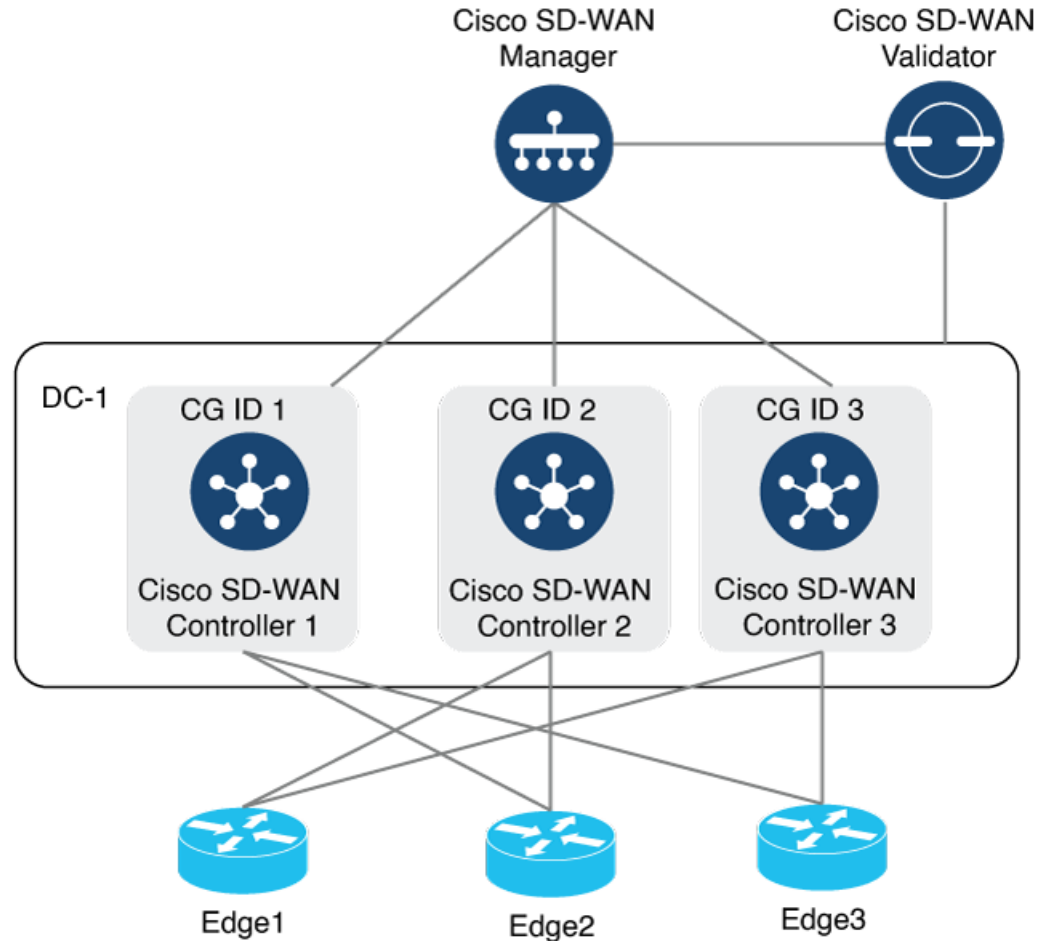 Cisco SD-WAN
Manager
Cisco SD-WAN
Validator
DC-1
CG ID 1
CG ID 2
CG ID 3
Cisco SD-WAN
Controller 1
Cisco SD-WAN
Controller 2
Cisco SD-WAN
Controller 3
Edge1
Edge2
Edge3